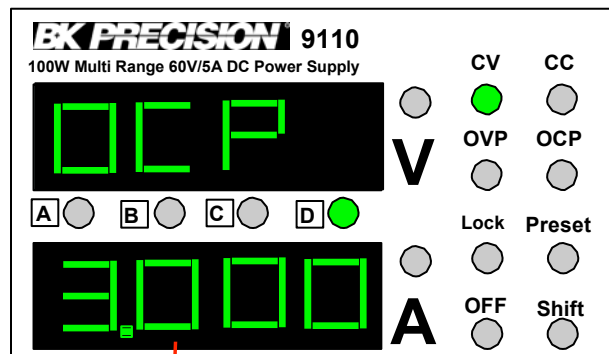 BK PRECISION 9110
100W Multi Range 60V/5A DC Power Supply
CV CC
OCP
V
OVP OCP
A B C D
Lock Preset
3.000
A
OFF Shift